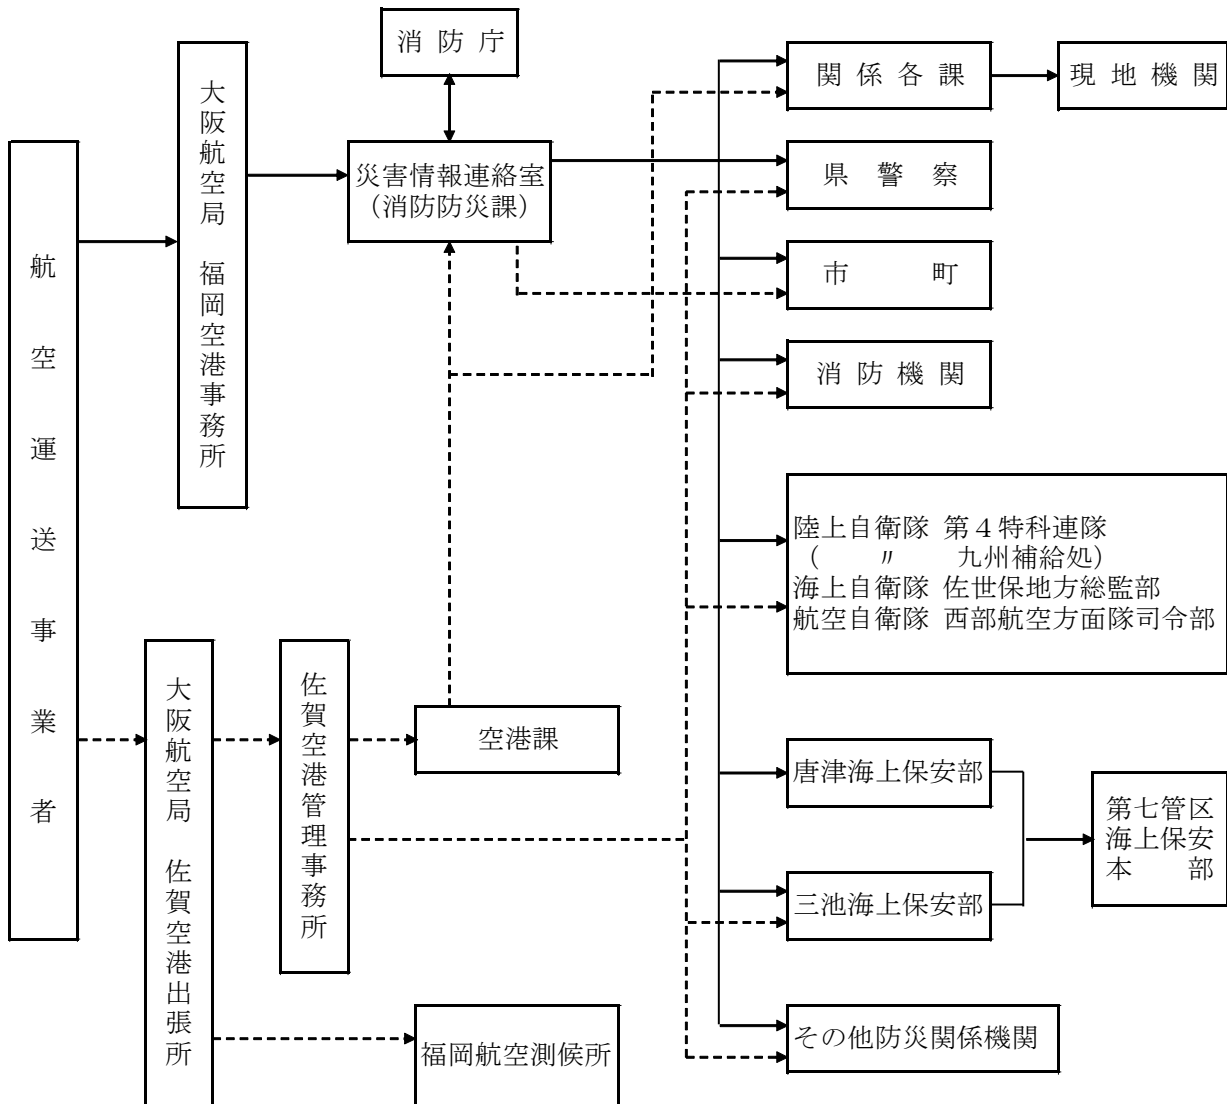 消防庁
関係各課
現地機関
大阪航空局　福岡空港事務所
災害情報連絡室
（消防防災課）
県警察
航空運送事業者
市町
消防機関
陸上自衛隊 第４特科連隊
（　〃　九州補給処）
海上自衛隊 佐世保地方総監部
航空自衛隊 西部航空方面隊司令部
大阪航空局　佐賀空港出張所
佐賀空港管理事務所
空港課
唐津海上保安部
第七管区
海上保安
本部
三池海上保安部
福岡航空測候所
その他防災関係機関